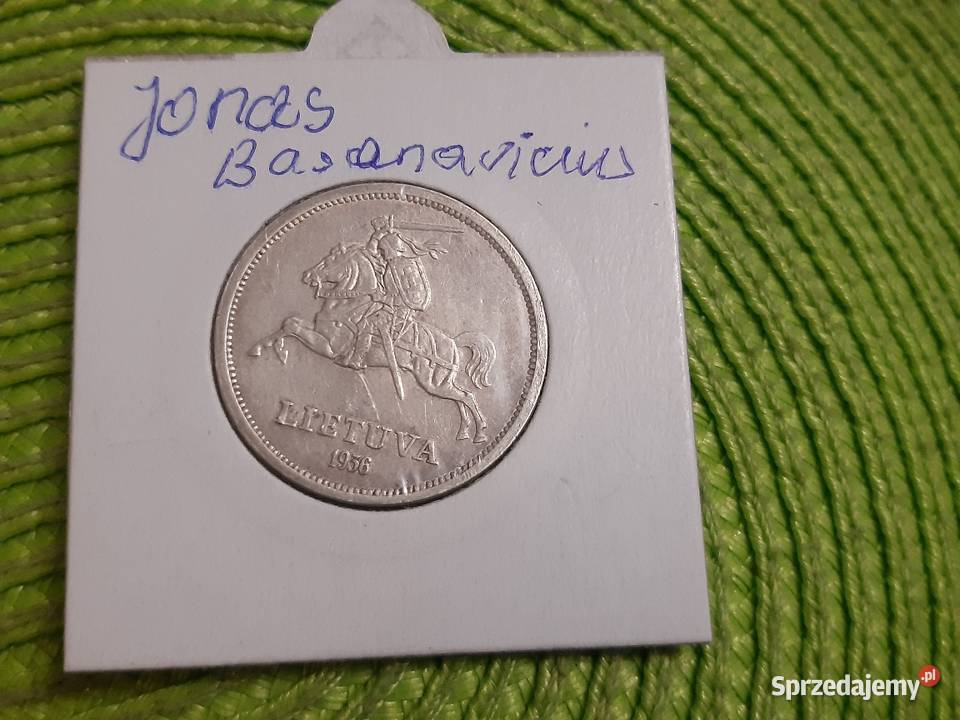 Jonas
Basanavicius
LIETUVA
1936
Sprzedajemy.pl